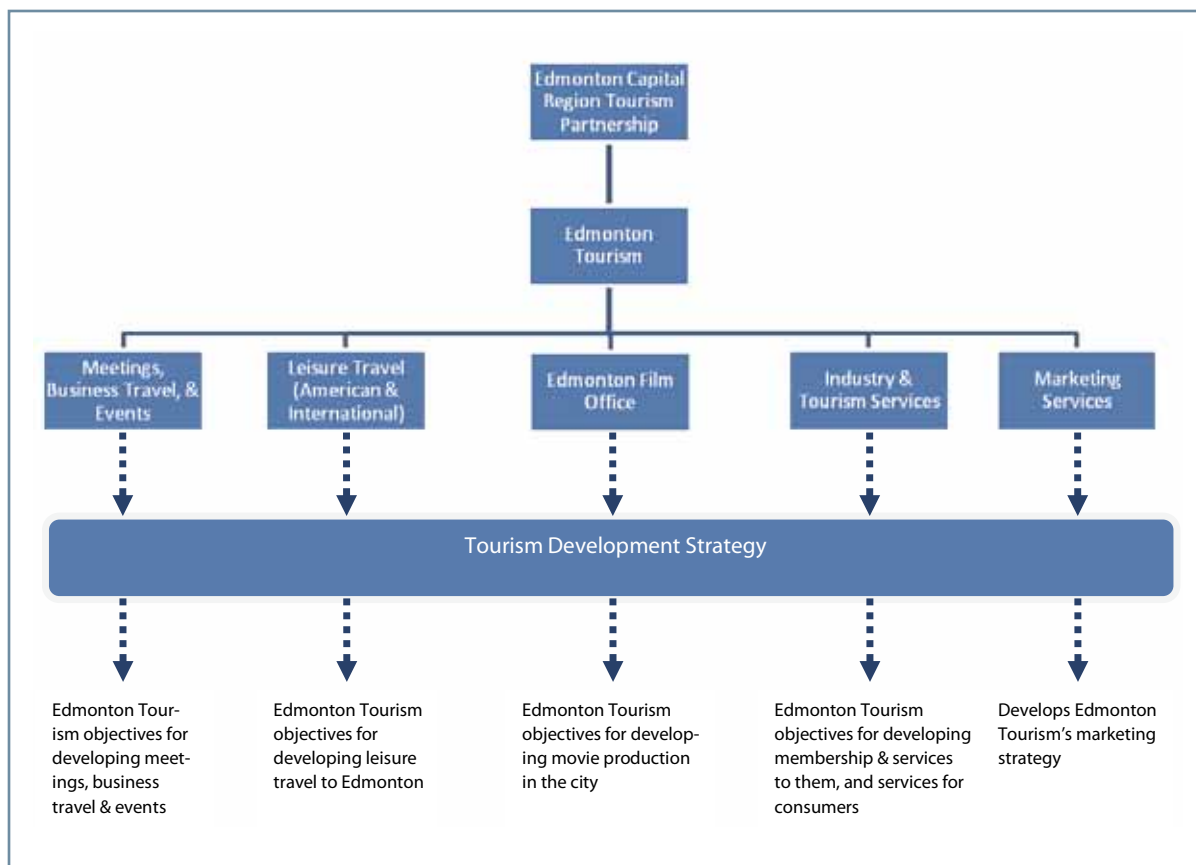 Edmonton Capital
Region Tourism
Partnership
Edmonton
Tourism
Meetings,
Business Travel, &
Events
Leisure Travel
(American &
International)
Edmonton Film
Office
Industry &
Tourism Services
Marketing
Services
Tourism Development Strategy
Edmonton Tour-
ism objectives for
developing meet-
ings, business
travel & events
Edmonton Tourism
objectives for
developing leisure
travel to Edmonton
Edmonton Tourism
objectives for develop-
ing movie production
in the city
Edmonton Tourism
objectives for developing
membership & services
to them, and services for
consumers
Develops Edmonton
Tourism's marketing
strategy